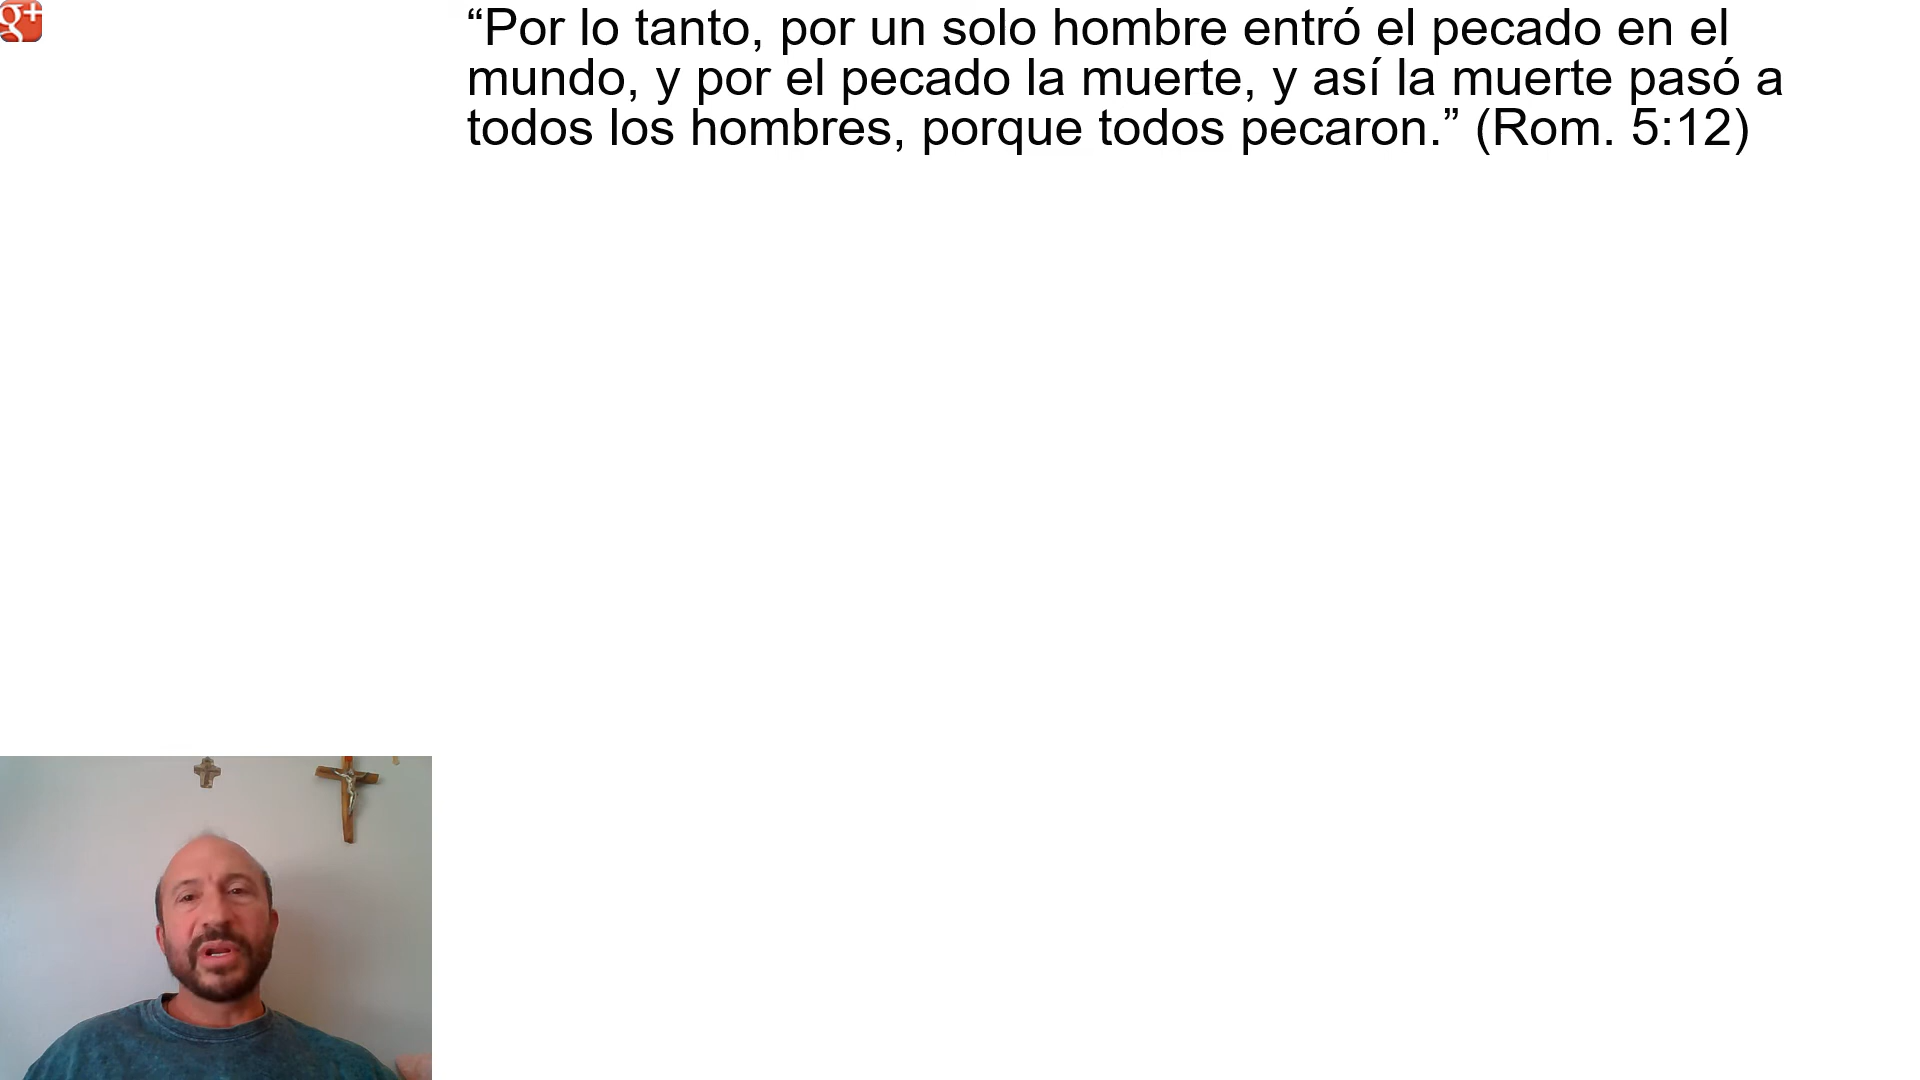 g+
“Por lo tanto, por un solo hombre entró el pecado en el
mundo, y por el pecado la muerte, y así la muerte pasó a
todos los hombres, porque todos pecaron.” (Rom. 5:12)